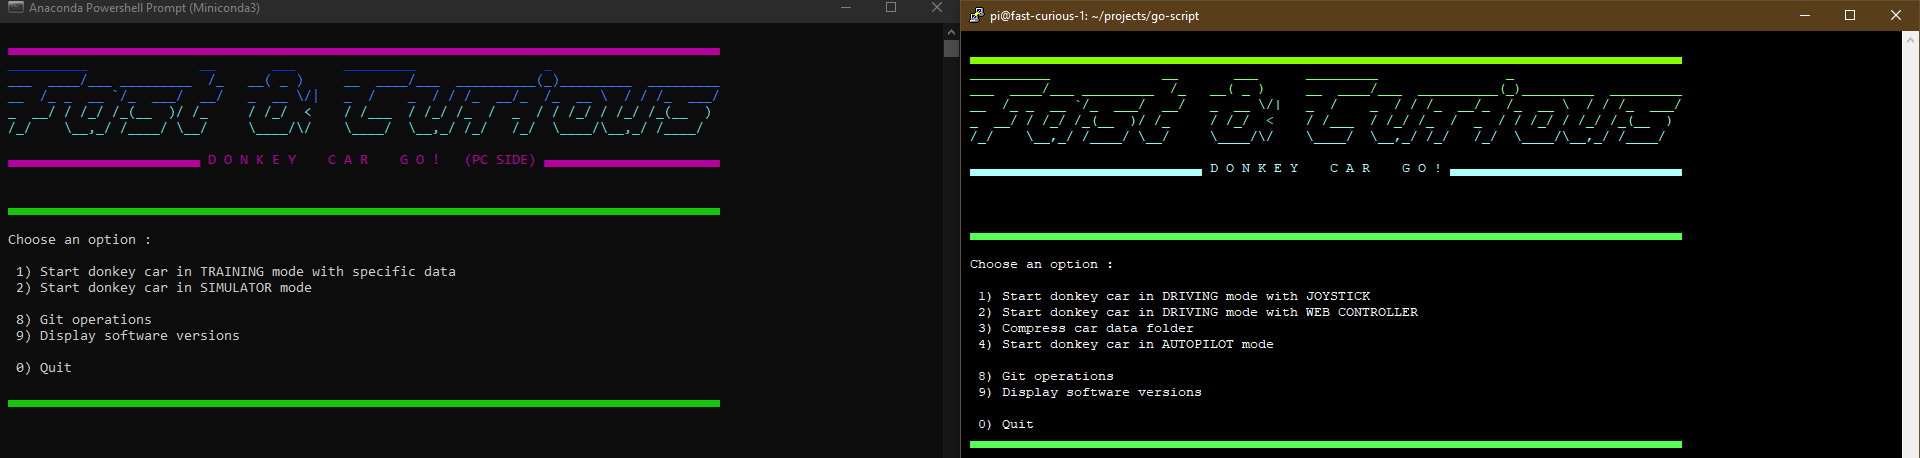 Anaconda Powershell Prompt (Miniconda3)
Fast & Curious
D O N K E Y   C A R   G O !   (PC SIDE)
Choose an option :
1) Start donkey car in TRAINING mode with specific data
2) Start donkey car in SIMULATOR mode
8) Git operations
9) Display software versions
0) Quit
pi@fast-curious-1: ~/projects/go-script
Fast & Curious
D O N K E Y   C A R   G O !
Choose an option :
1) Start donkey car in DRIVING mode with JOYSTICK
2) Start donkey car in DRIVING mode with WEB CONTROLLER
3) Compress car data folder
4) Start donkey car in AUTOPILOT mode
8) Git operations
9) Display software versions
0) Quit